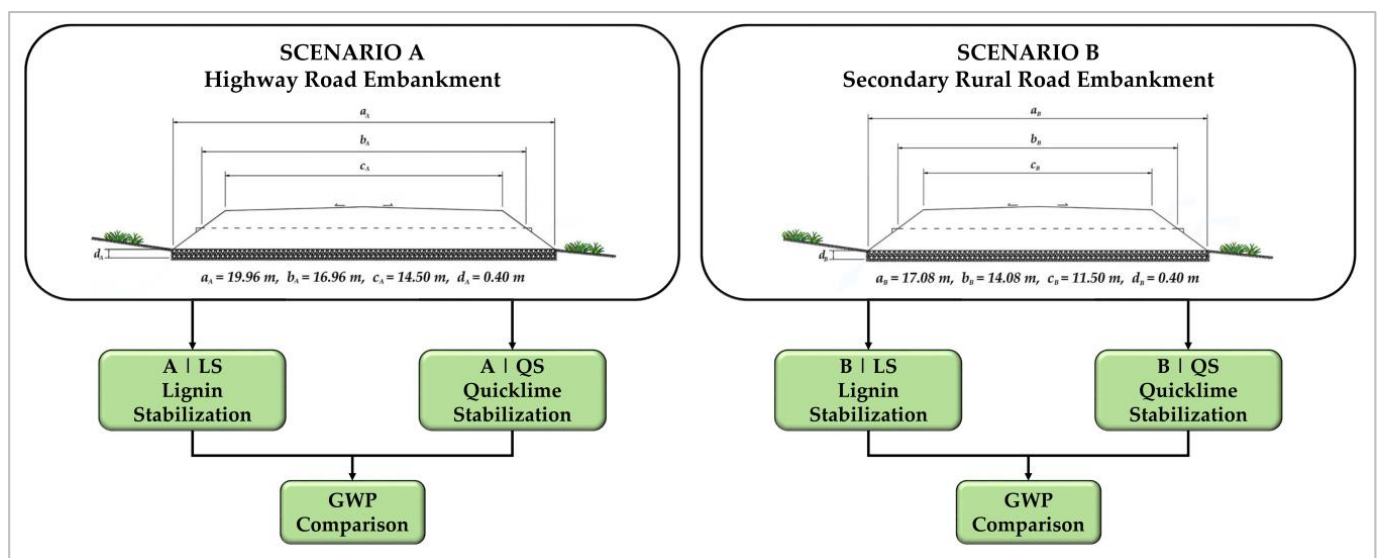 SCENARIO A
Highway Road Embankment
a_A
b_A
c_A
d_A
a_A = 19.96 m, b_A = 16.96 m, c_A = 14.50 m, d_A = 0.40 m
A | LS
Lignin
Stabilization
A | QS
Quicklime
Stabilization
GWP
Comparison
SCENARIO B
Secondary Rural Road Embankment
a_B
b_B
c_B
d_B
a_B = 17.08 m, b_B = 14.08 m, c_B = 11.50 m, d_B = 0.40 m
B | LS
Lignin
Stabilization
B | QS
Quicklime
Stabilization
GWP
Comparison